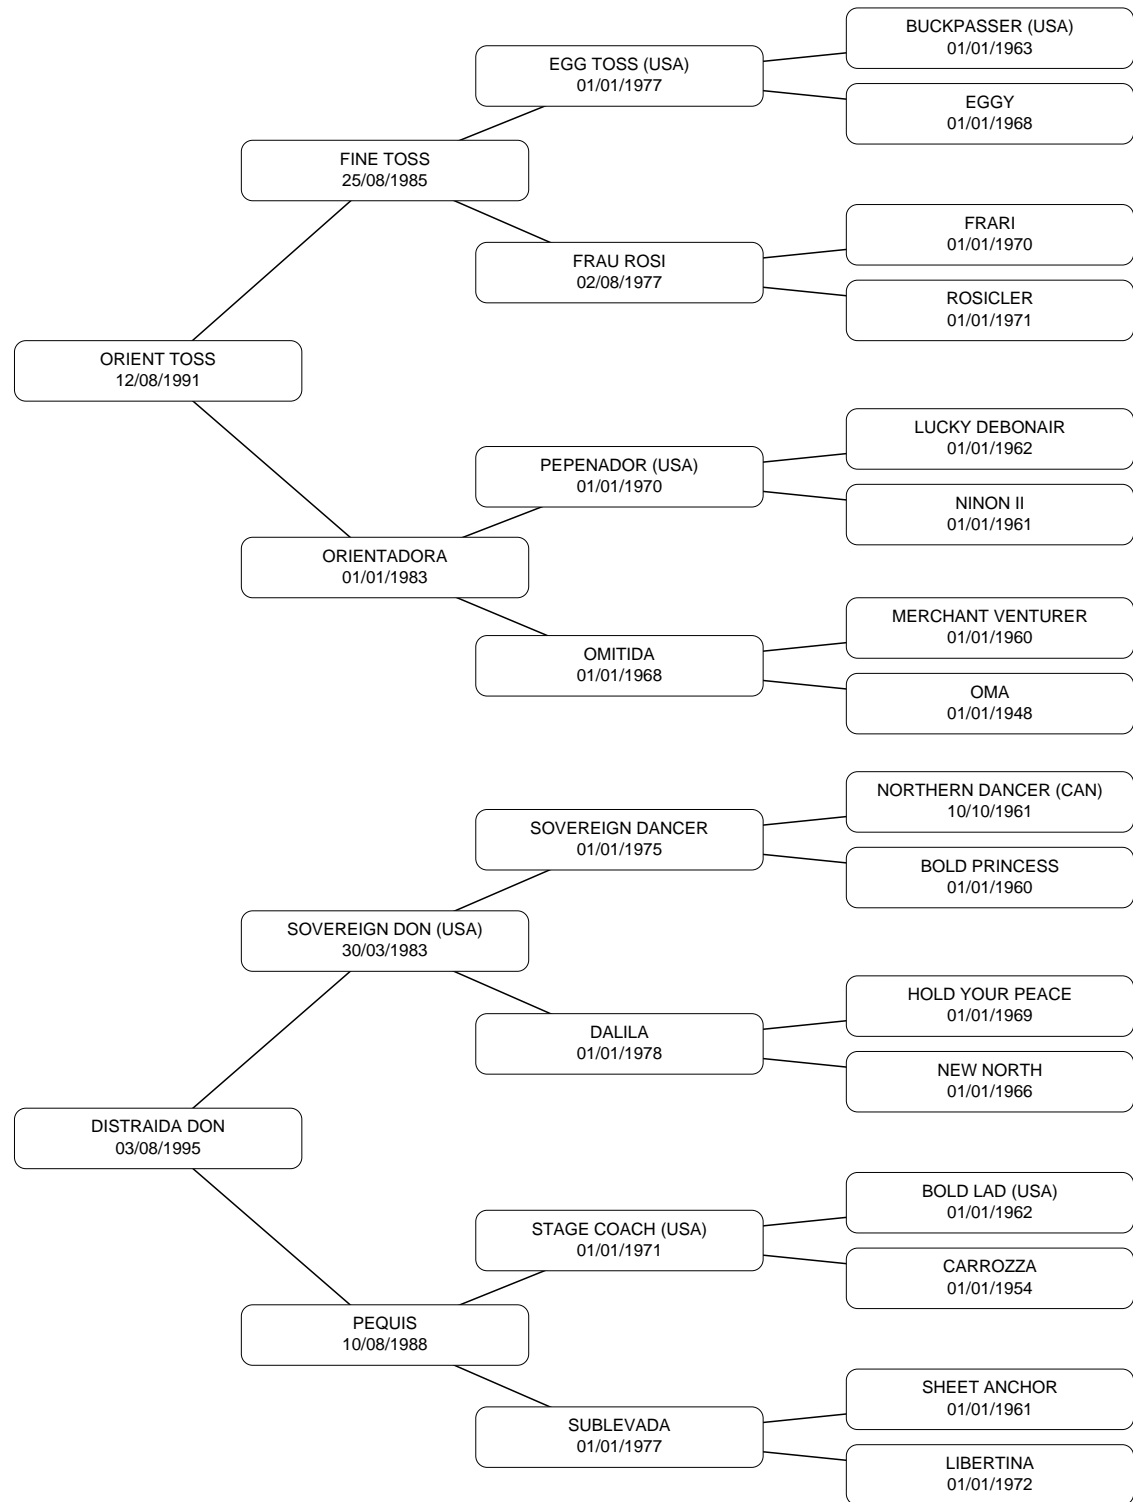 BUCKPASSER (USA)
01/01/1963
EGG TOSS (USA)
01/01/1977
EGGY
01/01/1968
FINE TOSS
25/08/1985
FRARI
01/01/1970
FRAU ROSI
02/08/1977
ROSICLER
01/01/1971
ORIENT TOSS
12/08/1991
LUCKY DEBONAIR
01/01/1962
PEPENADOR (USA)
01/01/1970
NINON II
01/01/1961
ORIENTADORA
01/01/1983
MERCHANT VENTURER
01/01/1960
OMITIDA
01/01/1968
OMA
01/01/1948
NORTHERN DANCER (CAN)
10/10/1961
SOVEREIGN DANCER
01/01/1975
BOLD PRINCESS
01/01/1960
SOVEREIGN DON (USA)
30/03/1983
HOLD YOUR PEACE
01/01/1969
DALILA
01/01/1978
NEW NORTH
01/01/1966
DISTRAIDA DON
03/08/1995
BOLD LAD (USA)
01/01/1962
STAGE COACH (USA)
01/01/1971
CARROZZA
01/01/1954
PEQUIS
10/08/1988
SHEET ANCHOR
01/01/1961
SUBLEVADA
01/01/1977
LIBERTINA
01/01/1972